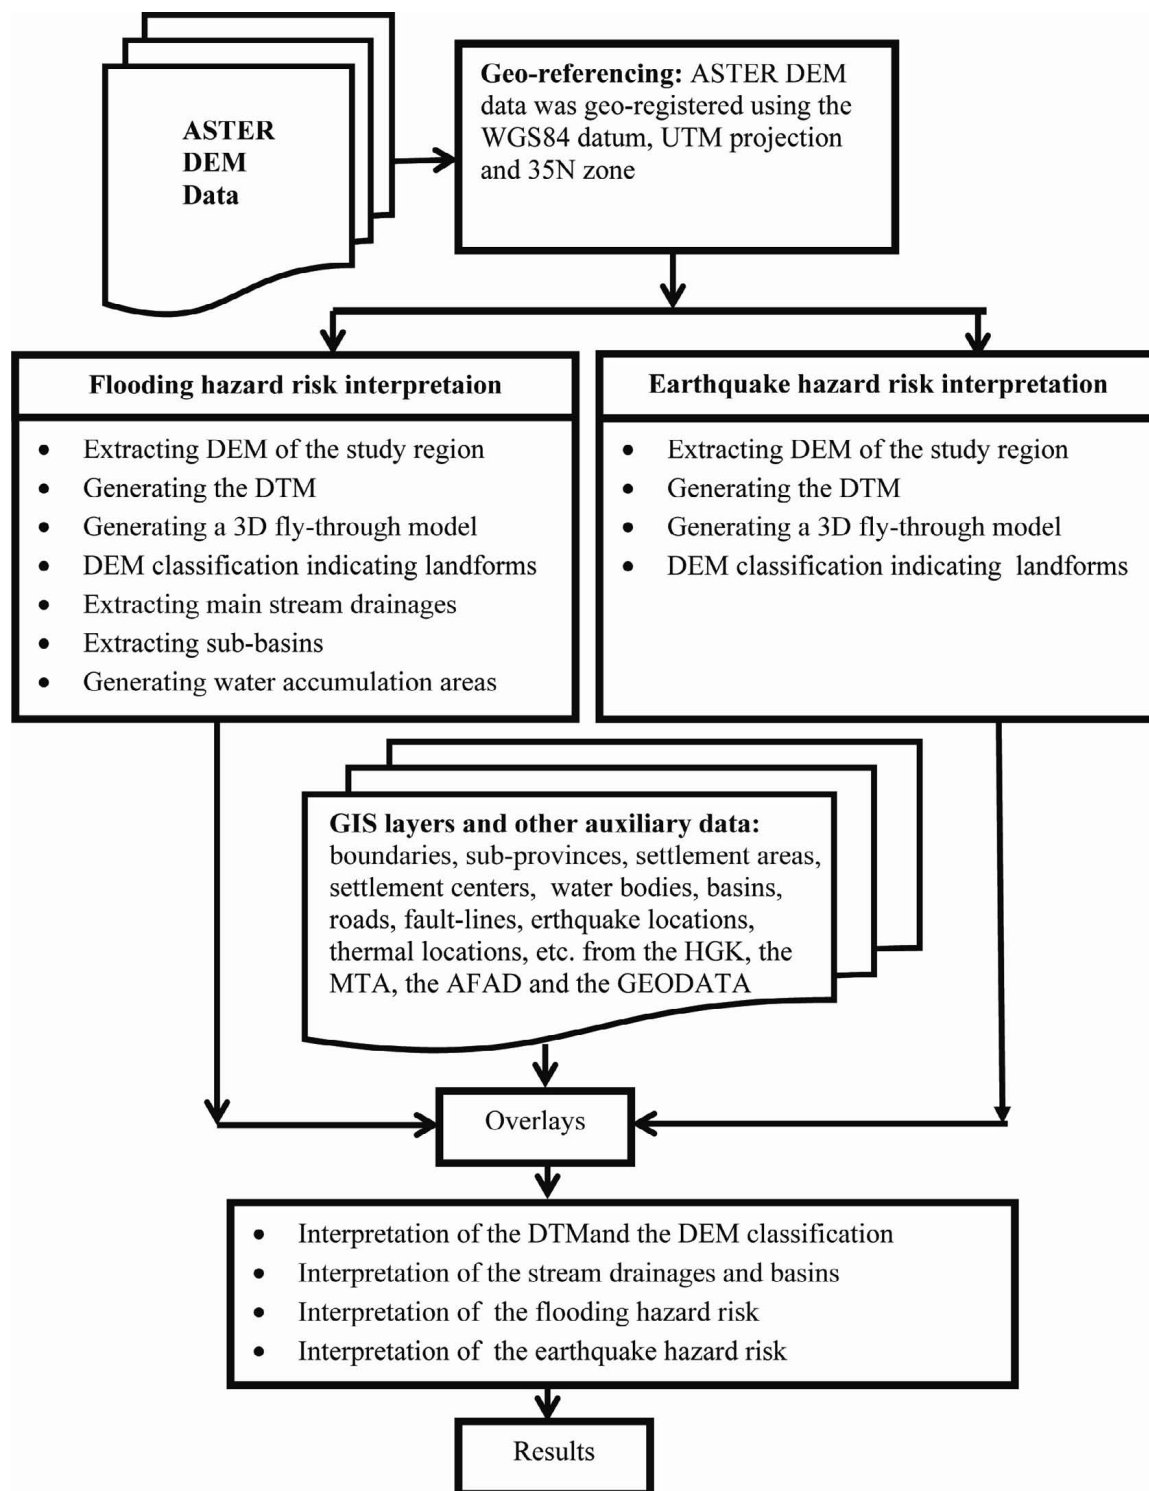 ASTER
DEM
Data
Geo-referencing: ASTER DEM
data was geo-registered using the
WGS84 datum, UTM projection
and 35N zone
Flooding hazard risk interpretaion
• Extracting DEM of the study region
• Generating the DTM
• Generating a 3D fly-through model
• DEM classification indicating landforms
• Extracting main stream drainages
• Extracting sub-basins
• Generating water accumulation areas
Earthquake hazard risk interpretation
• Extracting DEM of the study region
• Generating the DTM
• Generating a 3D fly-through model
• DEM classification indicating landforms
GIS layers and other auxiliary data:
boundaries, sub-provinces, settlement areas,
settlement centers, water bodies, basins,
roads, fault-lines, erthquake locations,
thermal locations, etc. from the HGK, the
MTA, the AFAD and the GEODATA
Overlays
• Interpretation of the DTMand the DEM classification
• Interpretation of the stream drainages and basins
• Interpretation of the flooding hazard risk
• Interpretation of the earthquake hazard risk
Results